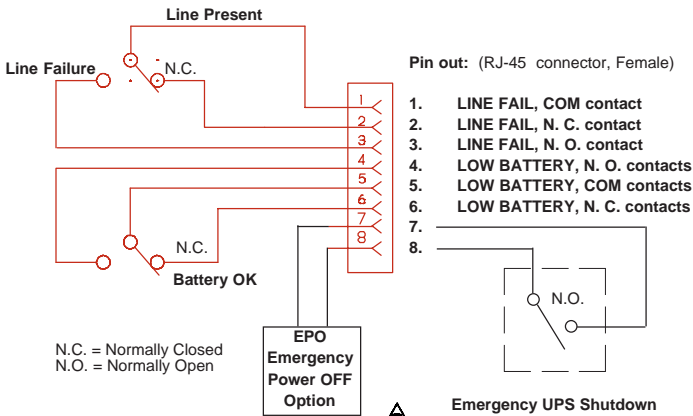 Line Present
Line Failure
N.C.
Pin out: (RJ-45 connector, Female)
1
2
3
4
5
6
7
8
1. LINE FAIL, COM contact
2. LINE FAIL, N. C. contact
3. LINE FAIL, N. O. contact
4. LOW BATTERY, N. O. contacts
5. LOW BATTERY, COM contacts
6. LOW BATTERY, N. C. contacts
7.
8.
N.C.
Battery OK
N.O.
EPO
Emergency
Power OFF
Option
N.C. = Normally Closed
N.O. = Normally Open
Emergency UPS Shutdown